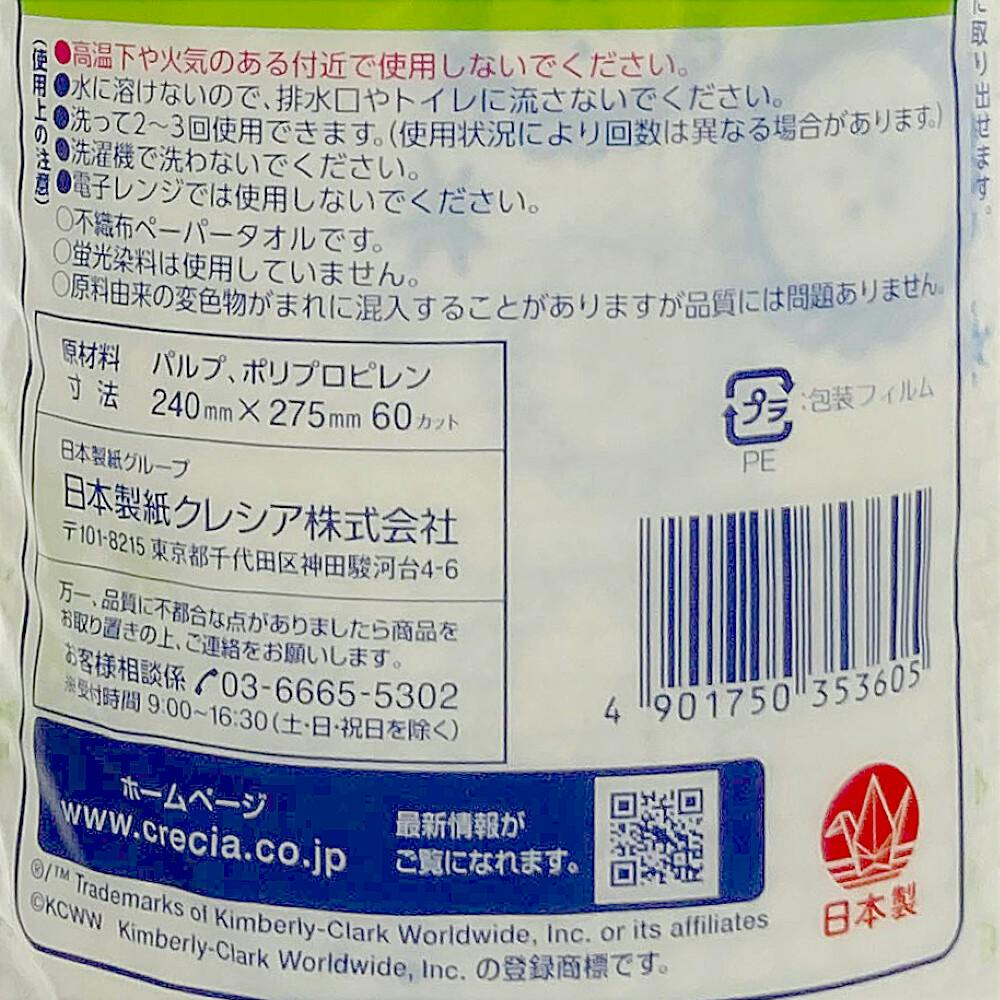 (使用上の注意)
●高温下や火気のある付近で使用しないでください。
●水に溶けないので、排水口やトイレに流さないでください。
●洗って2〜3回使用できます。(使用状況により回数は異なる場合があります。)
●洗濯機で洗わないでください。
●電子レンジでは使用しないでください。
○不織布ペーパータオルです。
○蛍光染料は使用していません。
○原料由来の変色物がまれに混入することがありますが品質には問題ありません。
に取り出せます。
原材料 パルプ、ポリプロピレン
寸法 240mm×275mm 60カット
日本製紙グループ
日本製紙クレシア株式会社
〒101-8215 東京都千代田区神田駿河台4-6
万一、品質に不都合な点がありましたら商品を
お取り置きの上、ご連絡をお願いします。
お客様相談係 03-6665-5302
※受付時間 9:00~16:30(土・日・祝日を除く)
プラ :包装フィルム
PE
4 901750 353605
ホームページ
www.crecia.co.jp
最新情報が
ご覧になれます。
日本製
®/™ Trademarks of Kimberly-Clark Worldwide, Inc. or its affiliates
©KCWW Kimberly-Clark Worldwide, Inc. の登録商標です。